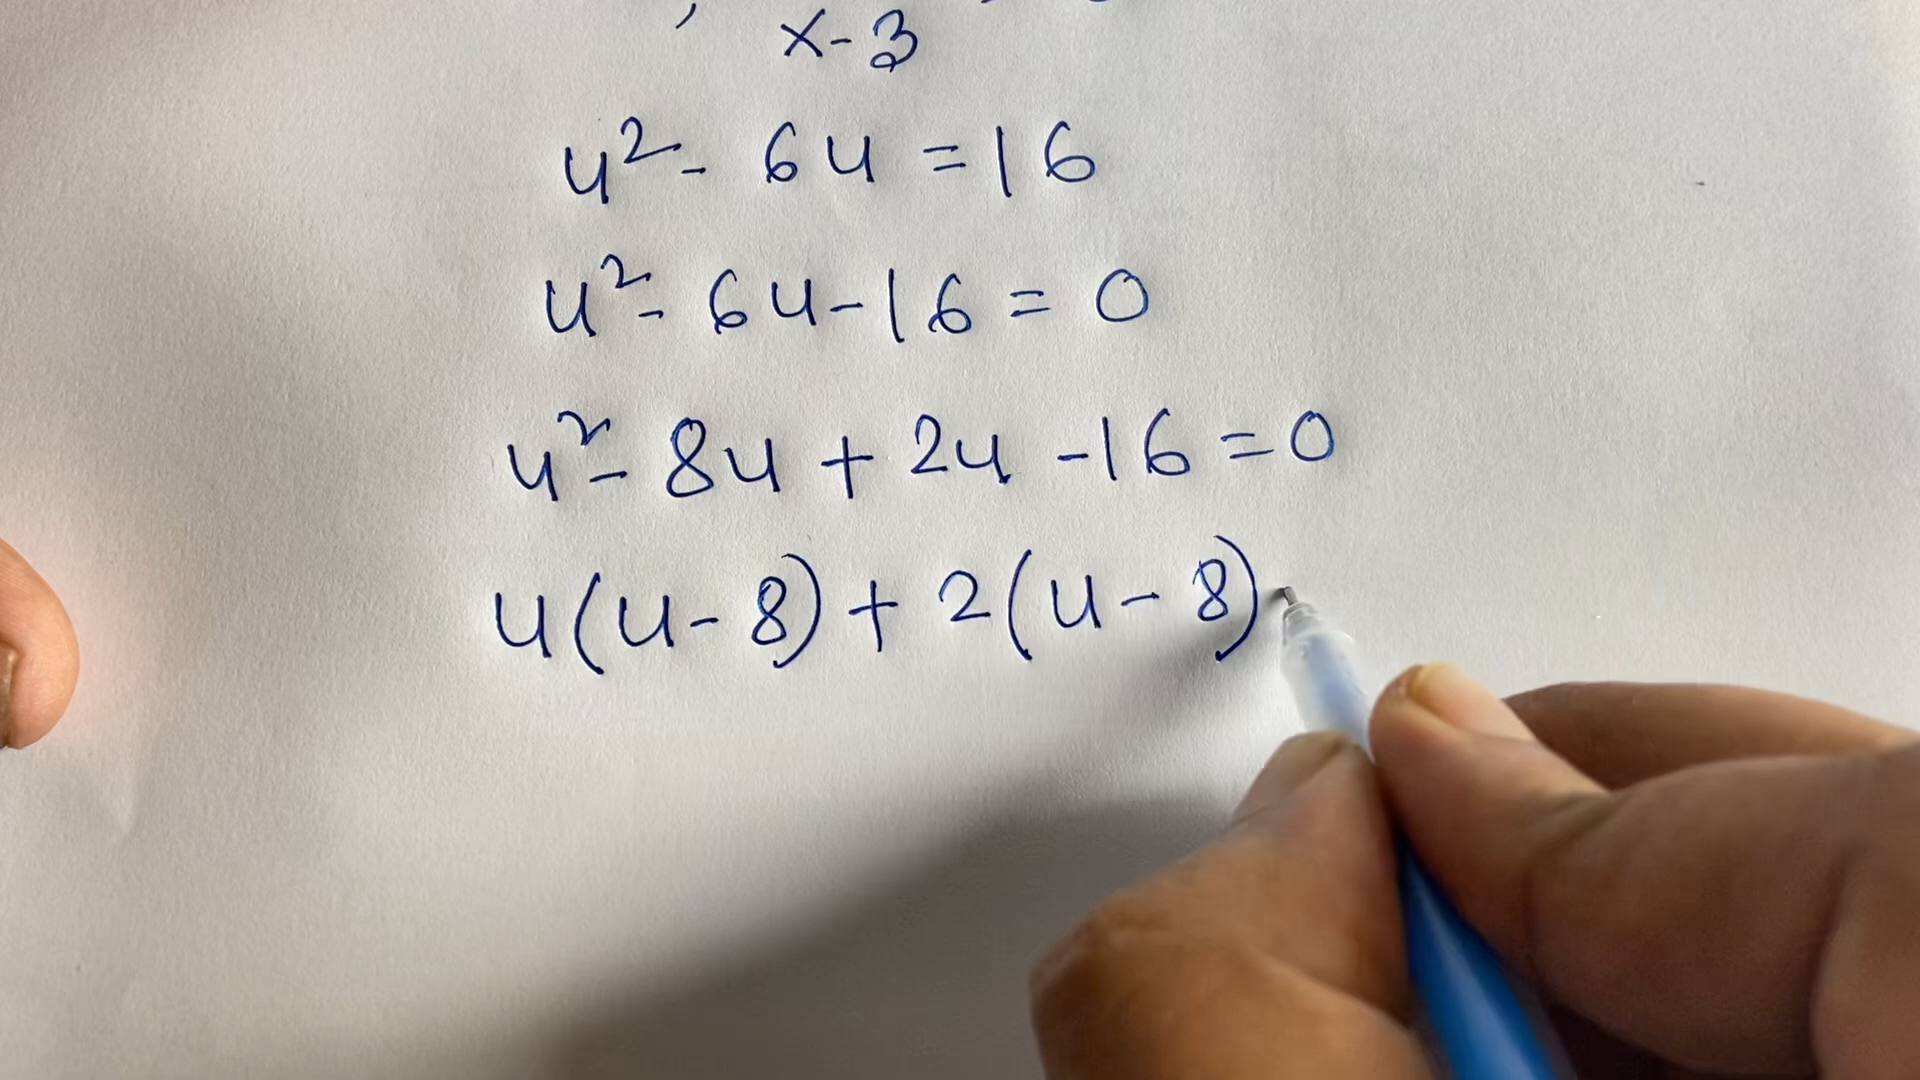 x-3
u²- 6u =16
u²- 6u-16= 0
u²- 8u + 2u -16=0
u(u-8)+ 2(u- 8)